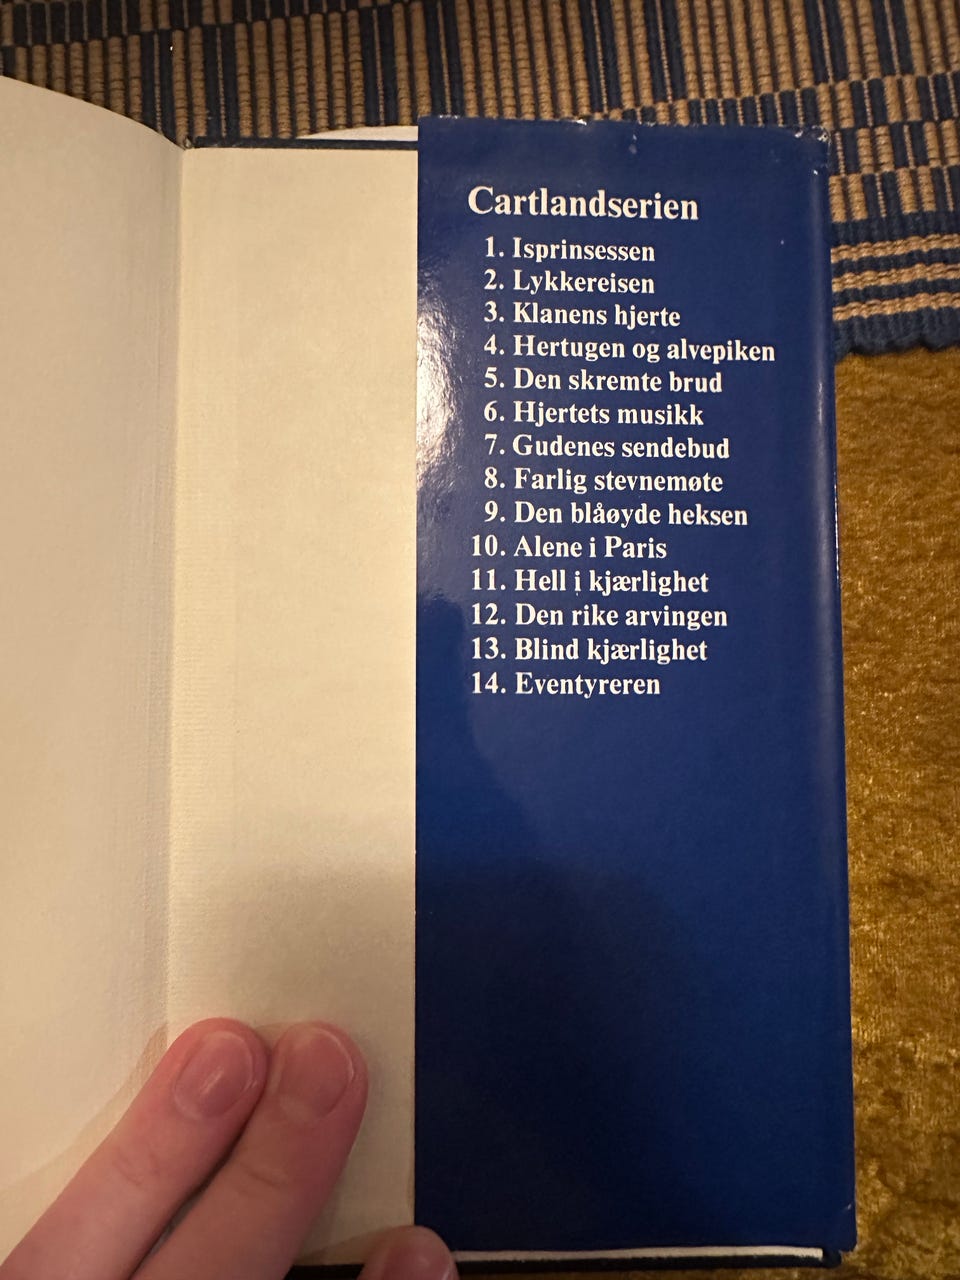 Cartlandserien
1. Isprinsessen
2. Lykkereisen
3. Klanens hjerte
4. Hertugen og alvepiken
5. Den skremte brud
6. Hjertets musikk
7. Gudenes sendebud
8. Farlig stevnemøte
9. Den blåøyde heksen
10. Alene i Paris
11. Hell i kjærlighet
12. Den rike arvingen
13. Blind kjærlighet
14. Eventyreren